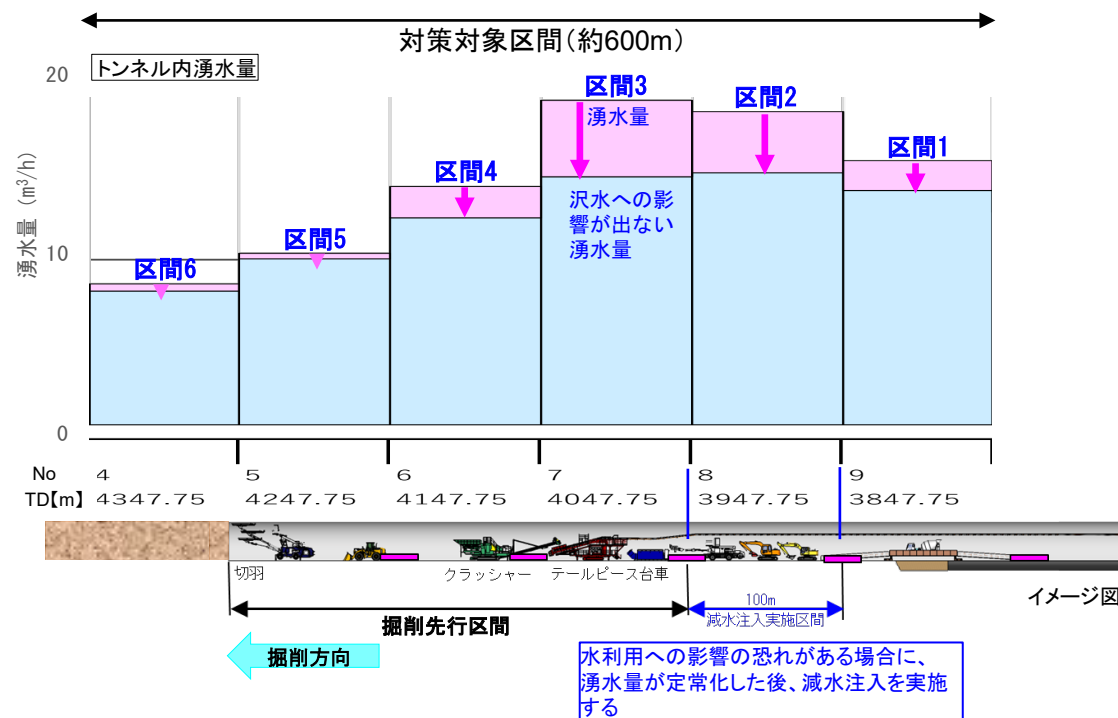 対策対象区間(約600m)
トンネル内湧水量
20
10
0
湧水量 (m³/h)
区間3
湧水量
区間2
区間1
区間4
区間5
区間6
沢水への影
響が出ない
湧水量
No 4 5 6 7 8 9
TD【m】 4347.75 4247.75 4147.75 4047.75 3947.75 3847.75
切羽 クラッシャー テールピース台車
イメージ図
100m
減水注入実施区間
掘削先行区間
掘削方向
水利用への影響の恐れがある場合に、
湧水量が定常化した後、減水注入を実施
する